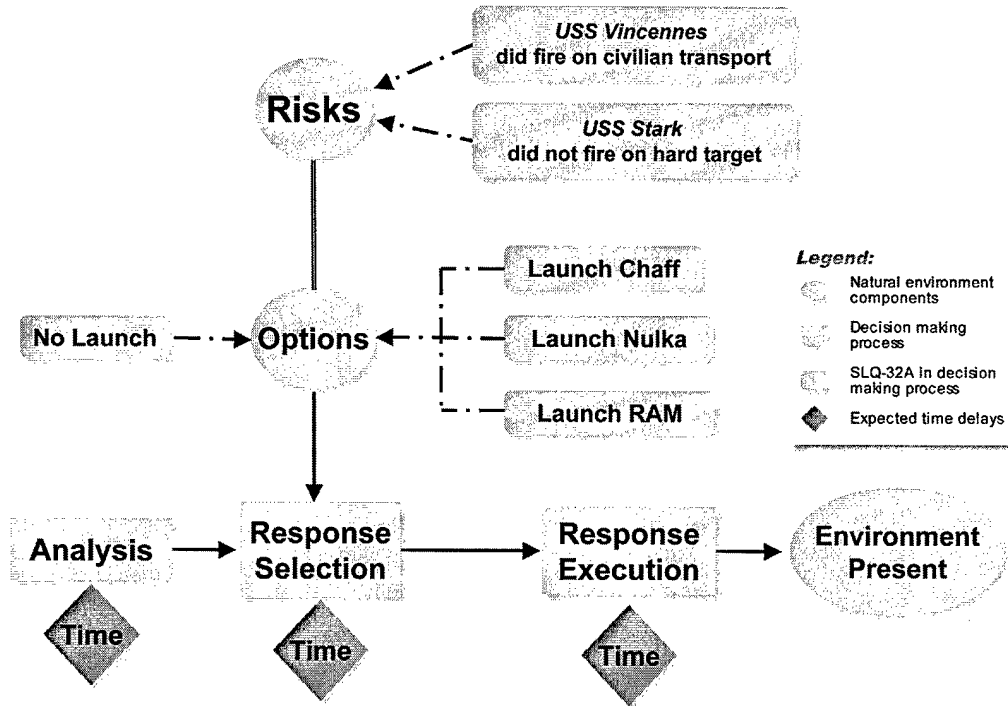 USS Vincennes
did fire on civilian transport
Risks
USS Stark
did not fire on hard target
Launch Chaff
No Launch
Options
Launch Nulka
Launch RAM
Legend:
Natural environment
components
Decision making
process
SLQ-32A in decision
making process
Expected time delays
Analysis
Response
Selection
Response
Execution
Environment
Present
Time
Time
Time